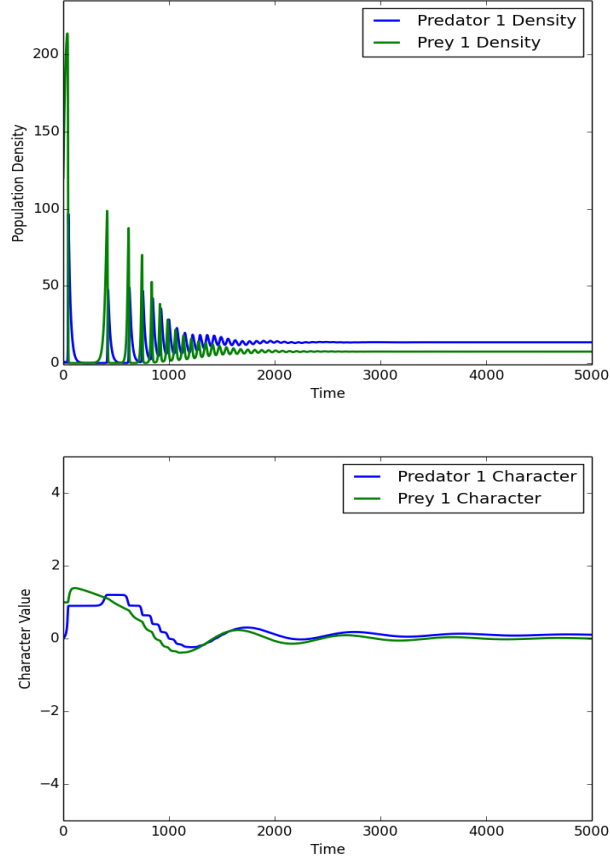 Predator 1 Density
Prey 1 Density
Population Density
200
150
100
50
0
0 1000 2000 3000 4000 5000
Time
Predator 1 Character
Prey 1 Character
Character Value
4
2
0
−2
−4
0 1000 2000 3000 4000 5000
Time